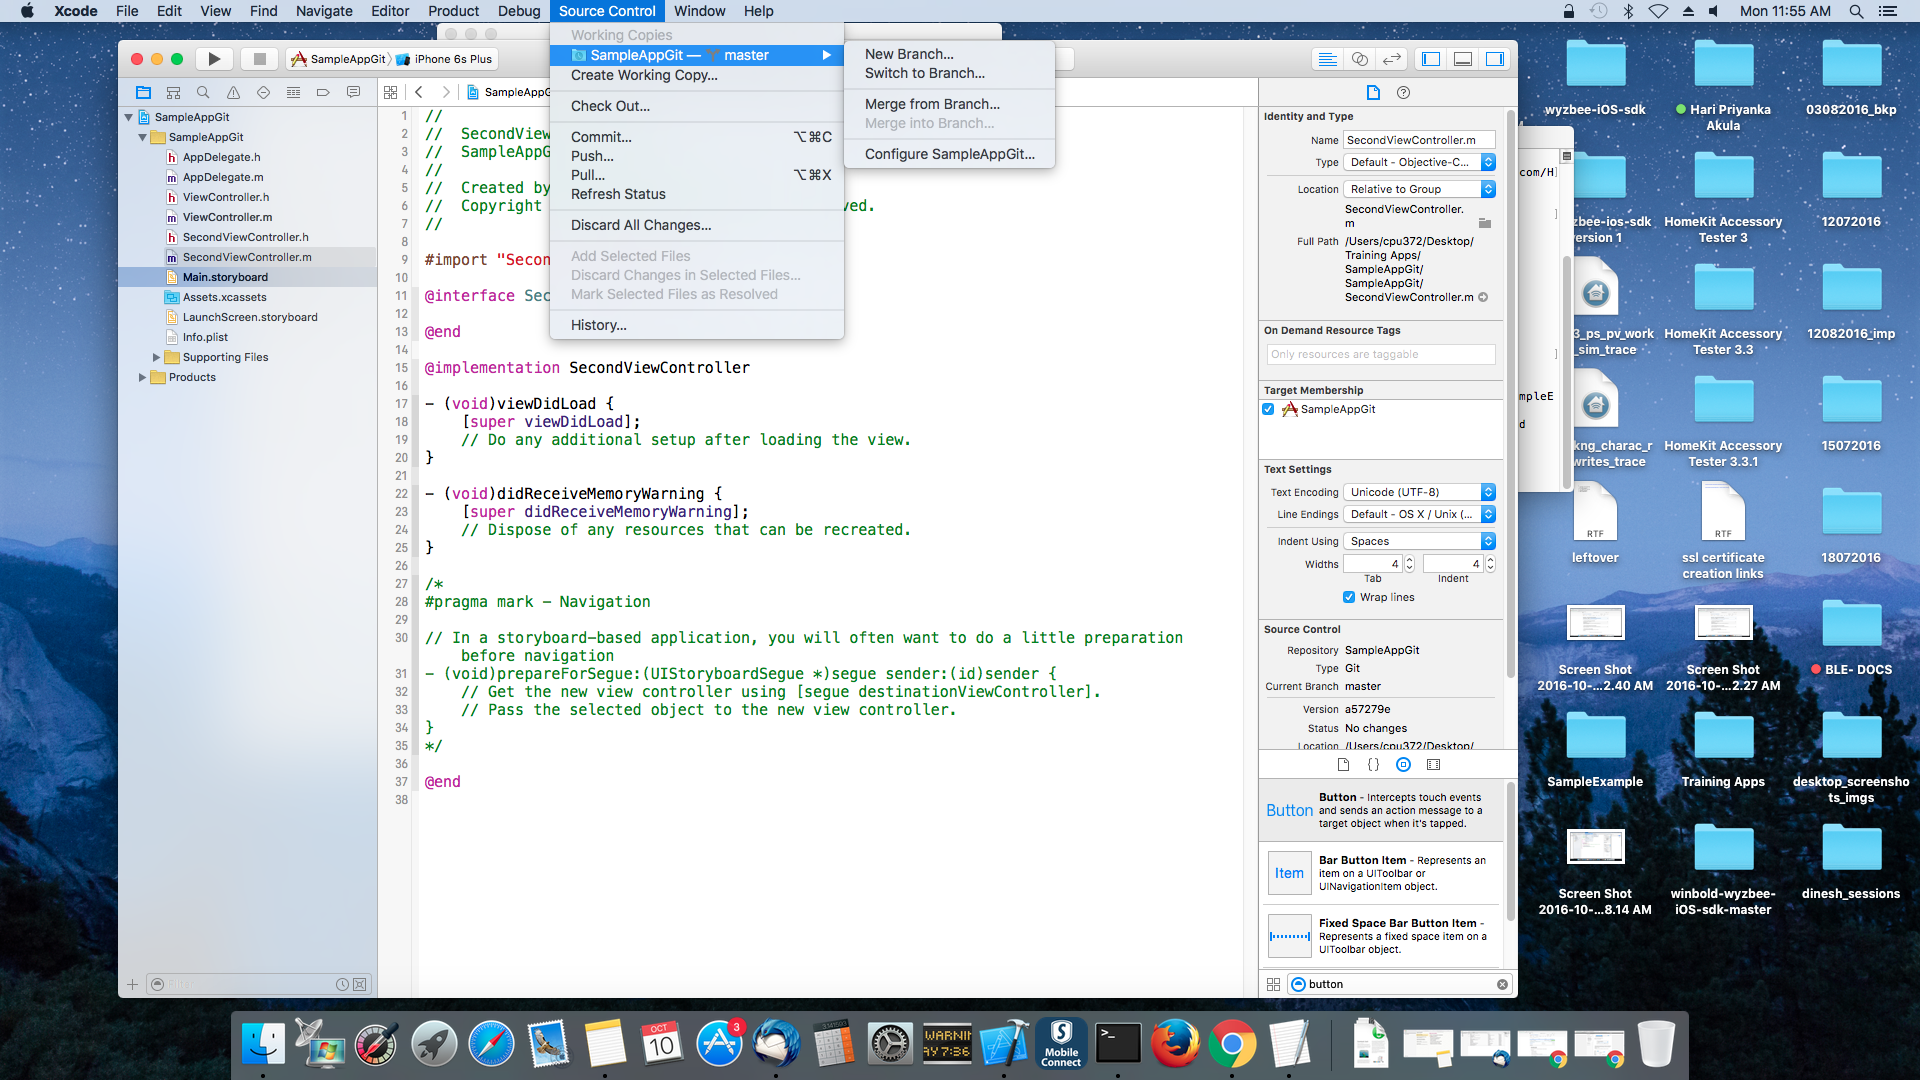 Xcode File Edit View Find Navigate Editor Product Debug Source Control Window Help
Mon 11:55 AM
Working Copies
SampleAppGit — master
Create Working Copy...
Check Out...
Commit... ⌥⌘C
Push...
Pull... ⌥⌘X
Refresh Status
Discard All Changes...
Add Selected Files
Discard Changes in Selected Files...
Mark Selected Files as Resolved
History...
New Branch...
Switch to Branch...
Merge from Branch...
Merge into Branch...
Configure SampleAppGit...
SampleAppGit iPhone 6s Plus
SampleAppGit
SampleAppGit
AppDelegate.h
AppDelegate.m
ViewController.h
ViewController.m
SecondViewController.h
SecondViewController.m
Main.storyboard
Assets.xcassets
LaunchScreen.storyboard
Info.plist
Supporting Files
Products
SampleAppG
1 //
2 // SecondView
3 // SampleAppG
4 //
5 // Created by
6 // Copyright ved.
7 //
8
9 #import "Secon
10
11 @interface Sec
12
13 @end
14
15 @implementation SecondViewController
16
17 - (void)viewDidLoad {
18 [super viewDidLoad];
19 // Do any additional setup after loading the view.
20 }
21
22 - (void)didReceiveMemoryWarning {
23 [super didReceiveMemoryWarning];
24 // Dispose of any resources that can be recreated.
25 }
26
27 /*
28 #pragma mark - Navigation
29
30 // In a storyboard-based application, you will often want to do a little preparation
before navigation
31 - (void)prepareForSegue:(UIStoryboardSegue *)segue sender:(id)sender {
32 // Get the new view controller using [segue destinationViewController].
33 // Pass the selected object to the new view controller.
34 }
35 */
36
37 @end
38
Identity and Type
Name SecondViewController.m
Type Default - Objective-C...
Location Relative to Group
SecondViewController.
m
Full Path /Users/cpu372/Desktop/
Training Apps/
SampleAppGit/
SampleAppGit/
SecondViewController.m
On Demand Resource Tags
Only resources are taggable
Target Membership
SampleAppGit
Text Settings
Text Encoding Unicode (UTF-8)
Line Endings Default - OS X / Unix (...
Indent Using Spaces
Widths 4 4
Tab Indent
Wrap lines
Source Control
Repository SampleAppGit
Type Git
Current Branch master
Version a57279e
Status No changes
Location /Users/cpu372/Desktop/
Button
Button - Intercepts touch events
and sends an action message to a
target object when it's tapped.
Item
Bar Button Item - Represents an
item on a UIToolbar or
UINavigationItem object.
Fixed Space Bar Button Item -
Represents a fixed space item on a
UIToolbar object.
button
com/H]
]
]
mpleE
d
wyzbee-iOS-sdk
Hari Priyanka
Akula
03082016_bkp
zbee-ios-sdk
ersion 1
HomeKit Accessory
Tester 3
12072016
3_ps_pv_work
_sim_trace
HomeKit Accessory
Tester 3.3
12082016_imp
kng_charac_r
writes_trace
HomeKit Accessory
Tester 3.3.1
15072016
RTF
leftover
RTF
ssl certificate
creation links
18072016
Screen Shot
2016-10-...2.40 AM
Screen Shot
2016-10-...2.27 AM
BLE- DOCS
SampleExample
Training Apps
desktop_screensho
ts_imgs
Screen Shot
2016-10-...8.14 AM
winbold-wyzbee-
iOS-sdk-master
dinesh_sessions
OCT
10
3
WARNIN
AY 7:36
S
Mobile
Connect
>_